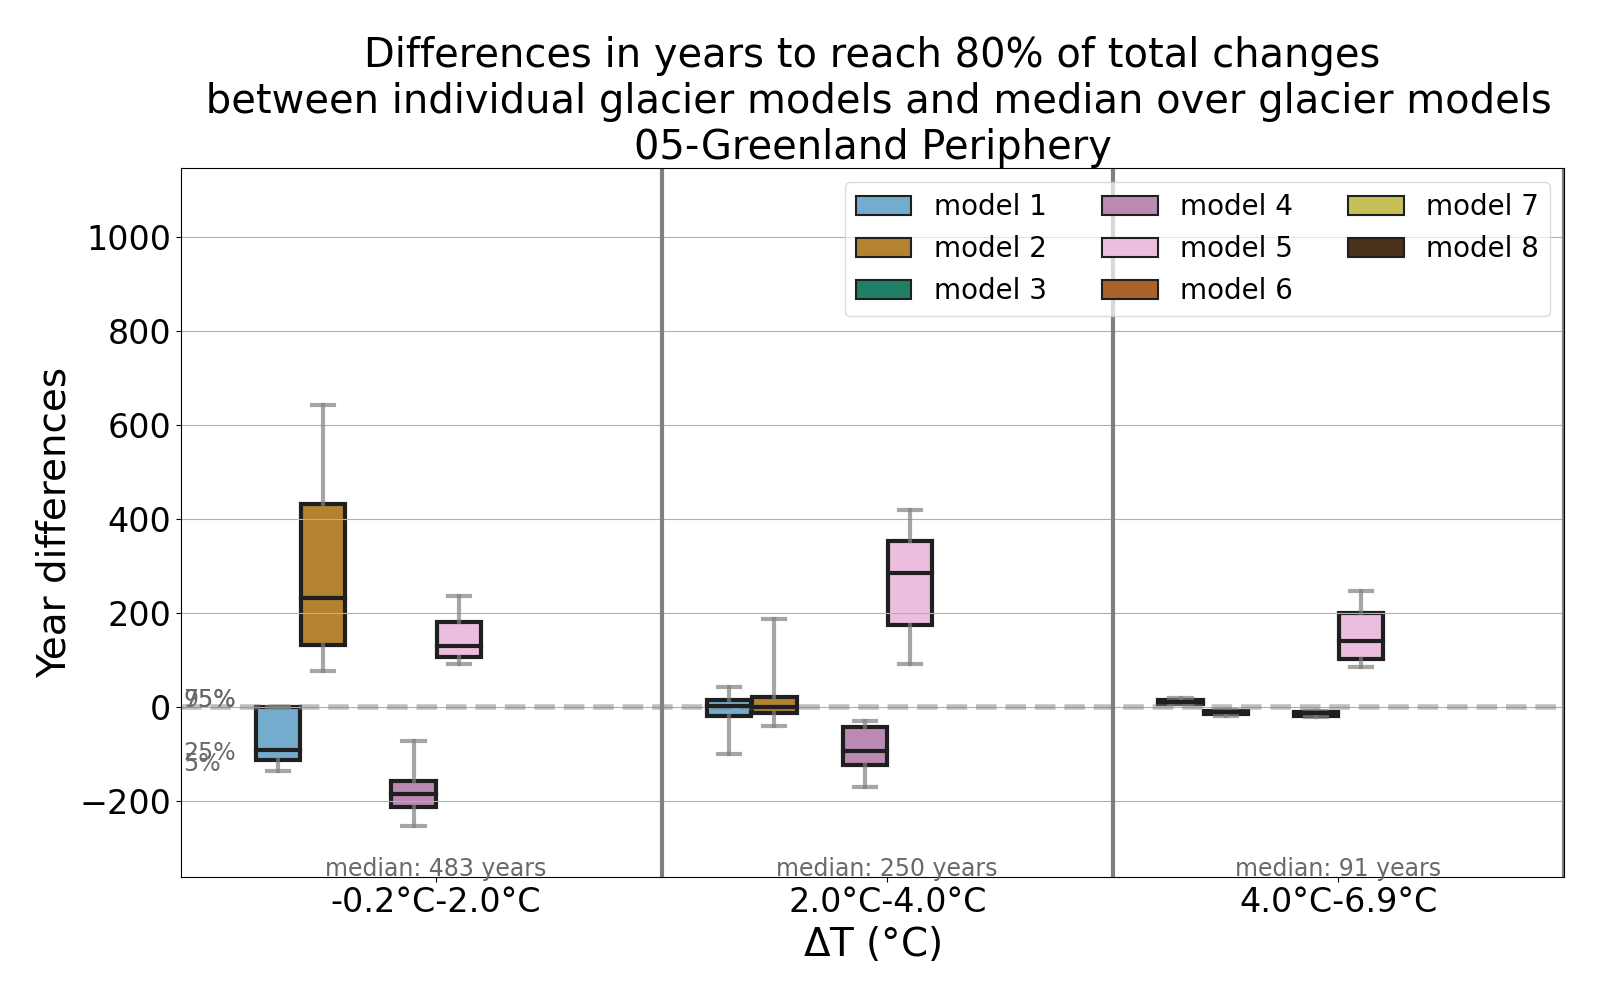 Differences in years to reach 80% of total changes
between individual glacier models and median over glacier models
05-Greenland Periphery
model 1
model 2
model 3
model 4
model 5
model 6
model 7
model 8
Year differences
1000
800
600
400
200
0
−200
95%
75%
25%
5%
median: 483 years
median: 250 years
median: 91 years
-0.2°C-2.0°C
2.0°C-4.0°C
4.0°C-6.9°C
ΔT (°C)